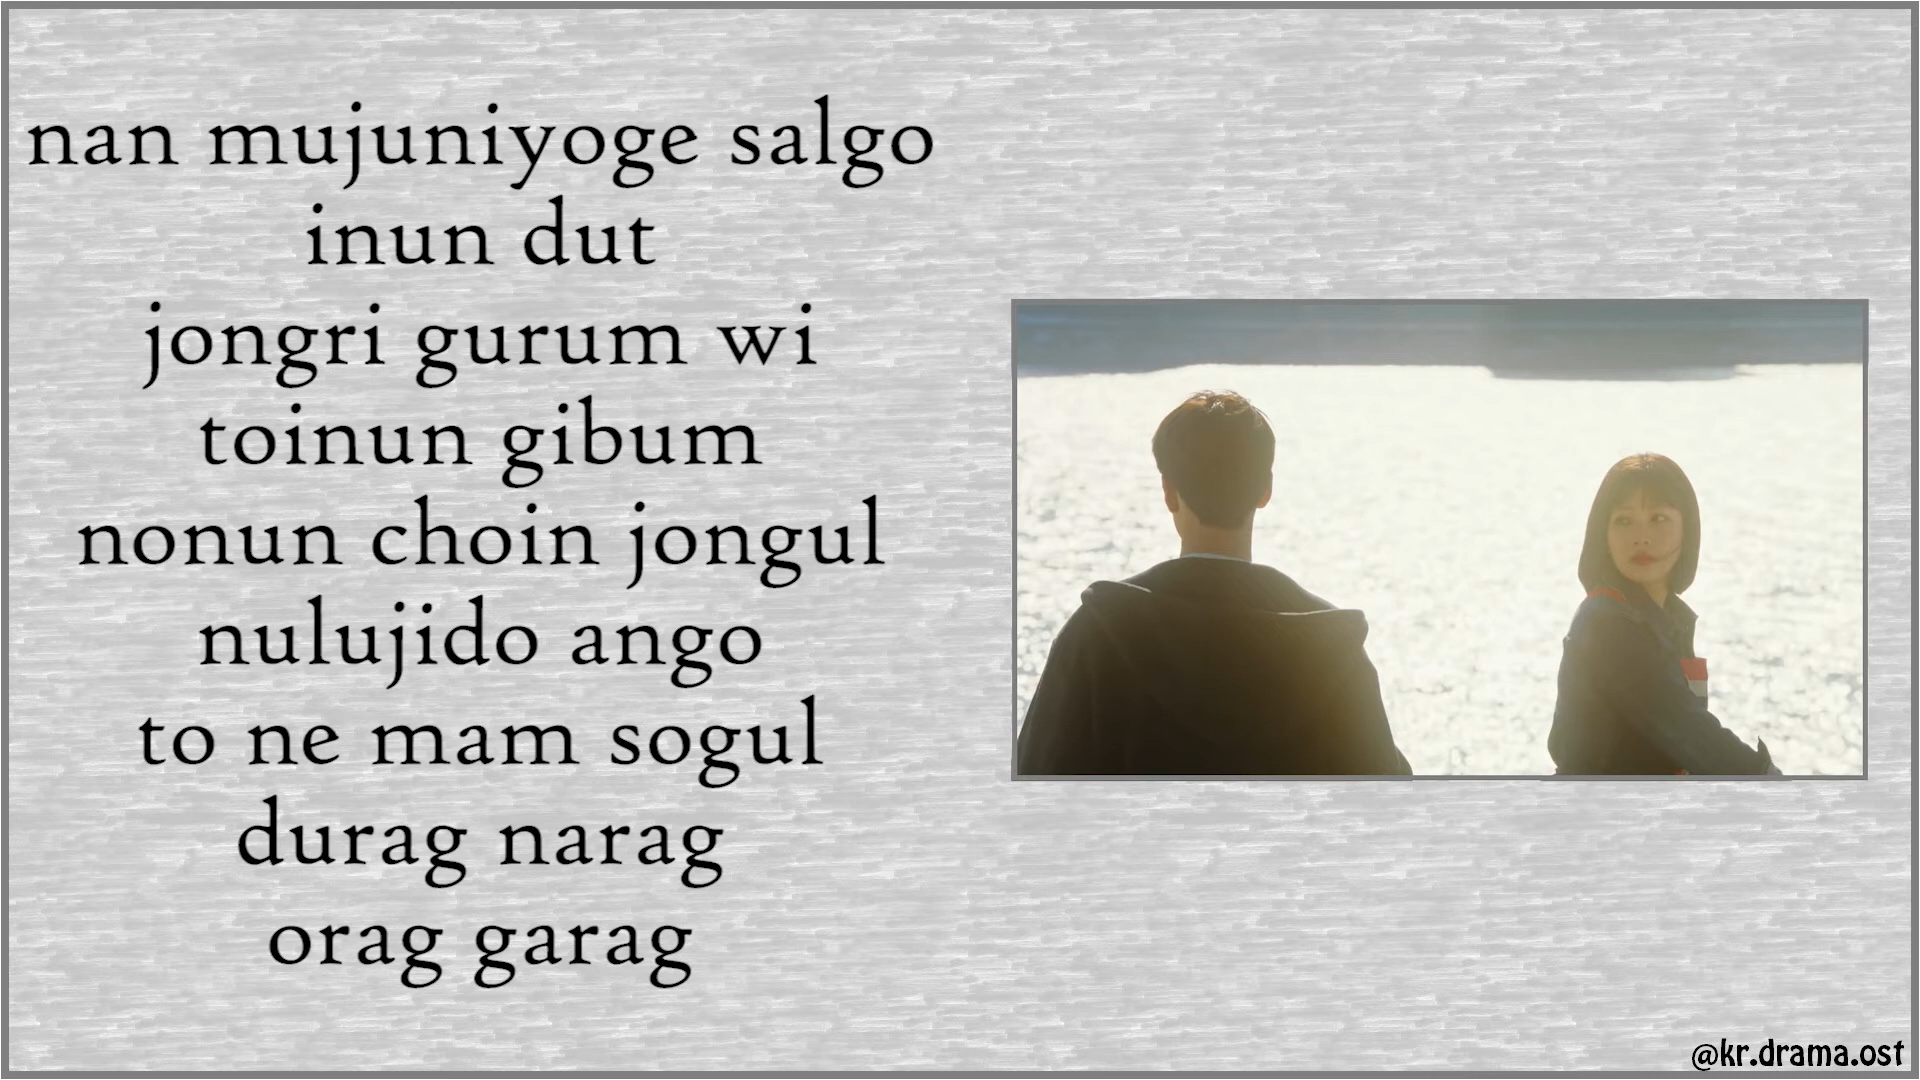 nan mujuniyoge salgo
inun dut
jongri gurum wi
toinun gibum
nonun choin jongul
nulujido ango
to ne mam sogul
durag narag
orag garag
@kr.drama.ost